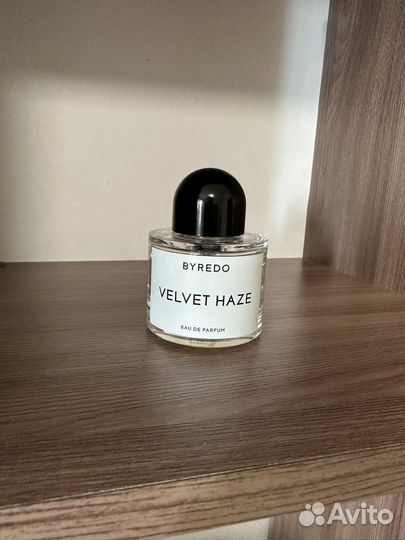 BYREDO
VELVET HAZE
EAU DE PARFUM
Avito